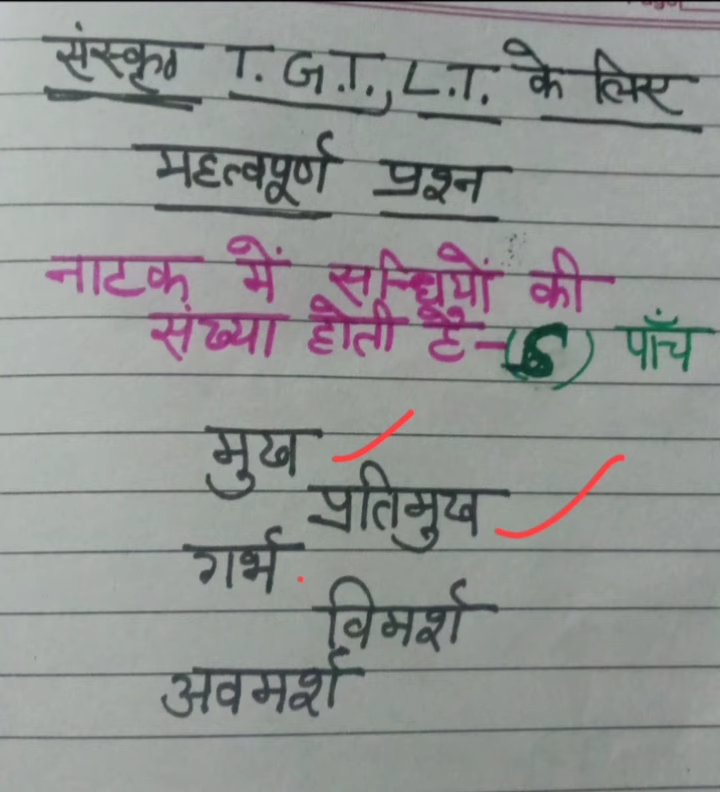 संस्कृत T.G.T., L.T. के लिए
महत्वपूर्ण प्रश्न
नाटक में सन्धियों की
संख्या होती है-(5) पाँच
मुख
प्रतिमुख
गर्भ
विमर्श
अवमर्श